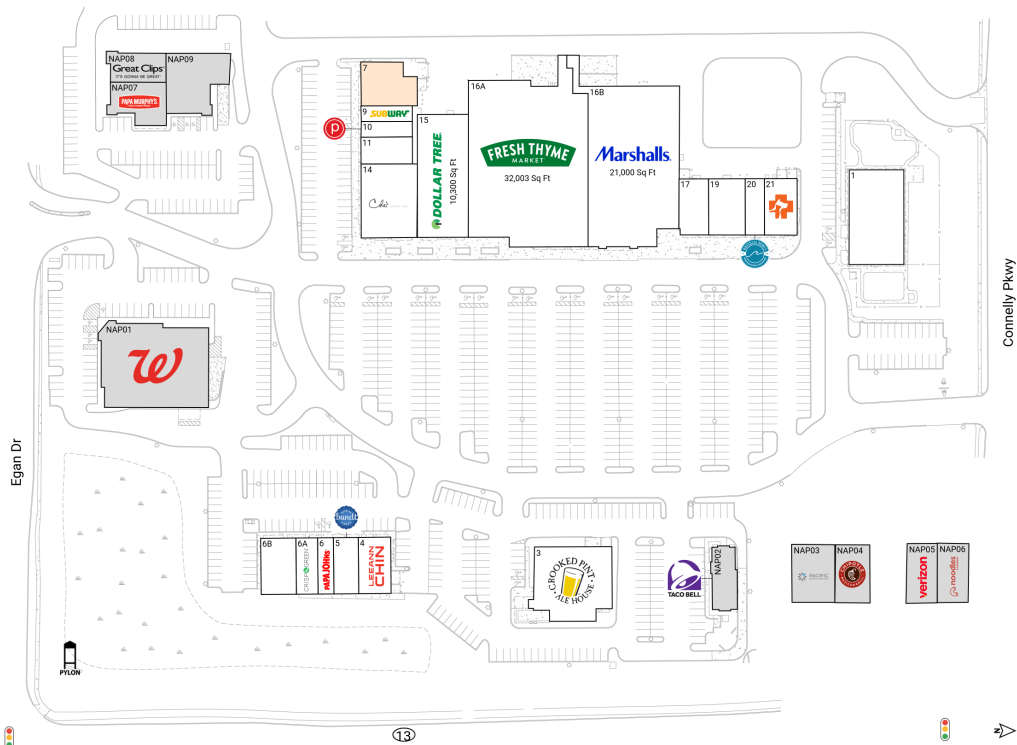 NAP08
Great Clips
IT'S GONNA BE GREAT
NAP09
NAP07
PAPA MURPHY'S
7
9
SUBWAY
10
11
14
15
DOLLAR TREE
10,300 Sq Ft
16A
FRESH THYME
MARKET
32,003 Sq Ft
16B
Marshalls
21,000 Sq Ft
17
19
20
21
1
Connelly Pkwy
NAP01
W
Egan Dr
bundt
6B
6A
CRISP & GREEN
6
PAPA JOHNS
5
4
LEEANN
CHIN
3
CROOKED PINT
ALE HOUSE
TACO BELL
NAP02
NAP03
PACIFIC
NAP04
CHIPOTLE
NAP05
verizon
NAP06
noodles
PYLON
13
N